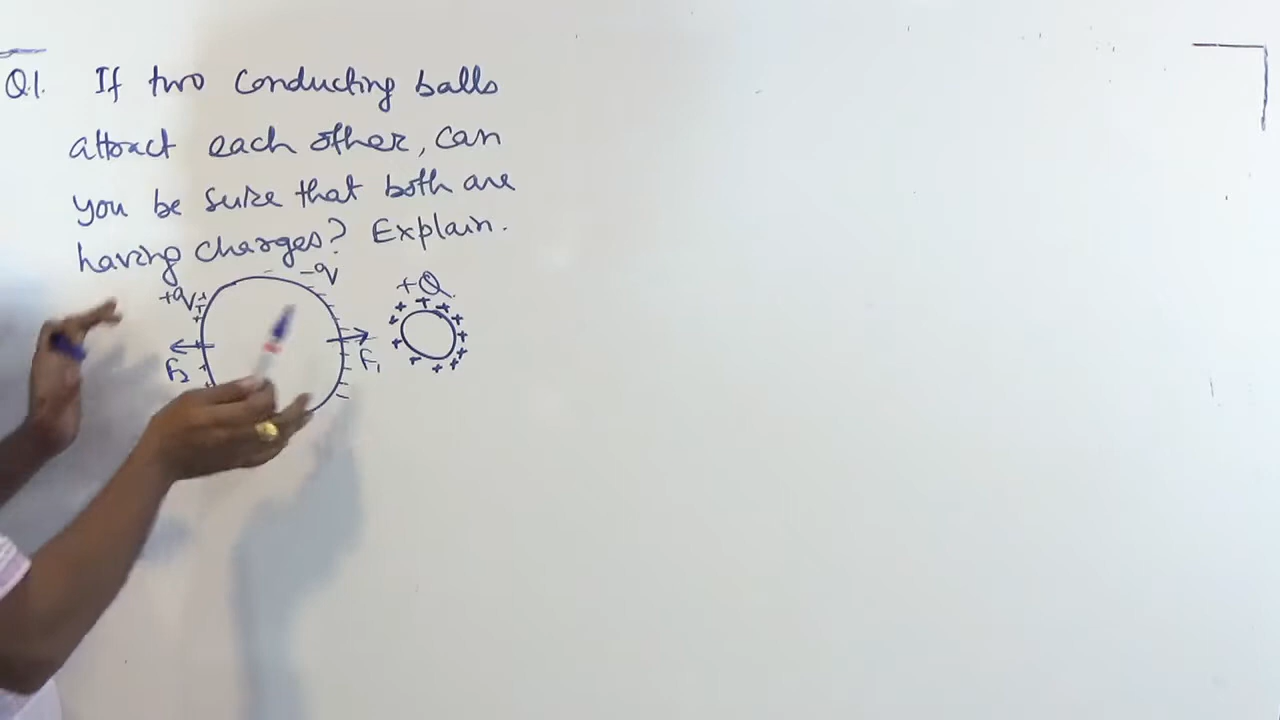 Q1. If two conducting balls
attract each other, can
you be sure that both are
having charges? Explain.
+q -q +Q
F2 F1